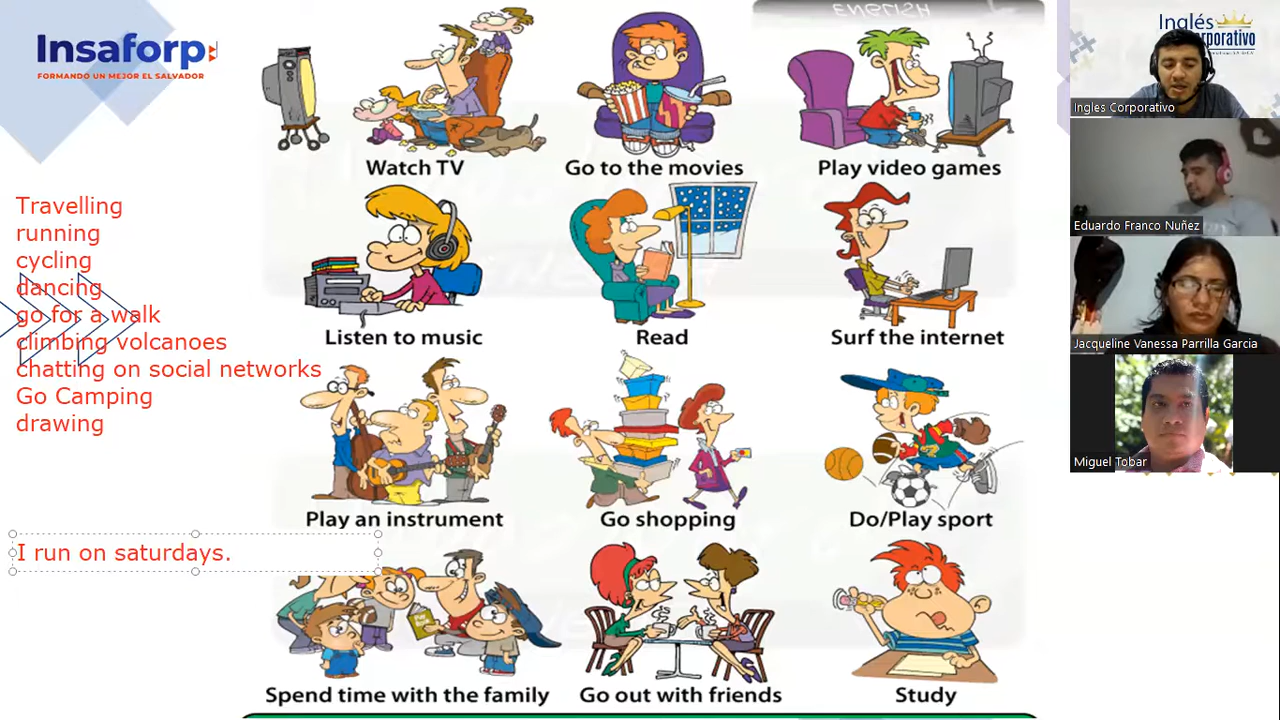 Insaforp
FORMANDO UN MEJOR EL SALVADOR
ENGLISH
Watch TV
Go to the movies
Play video games
Travelling
running
cycling
dancing
go for a walk
climbing volcanoes
chatting on social networks
Go Camping
drawing
Listen to music
Read
Surf the internet
Play an instrument
Go shopping
Do/Play sport
I run on saturdays.
Spend time with the family
Go out with friends
Study
Inglés
Ingles Corporativo
Eduardo Franco Nuñez
Jacqueline Vanessa Parrilla Garcia
Miguel Tobar